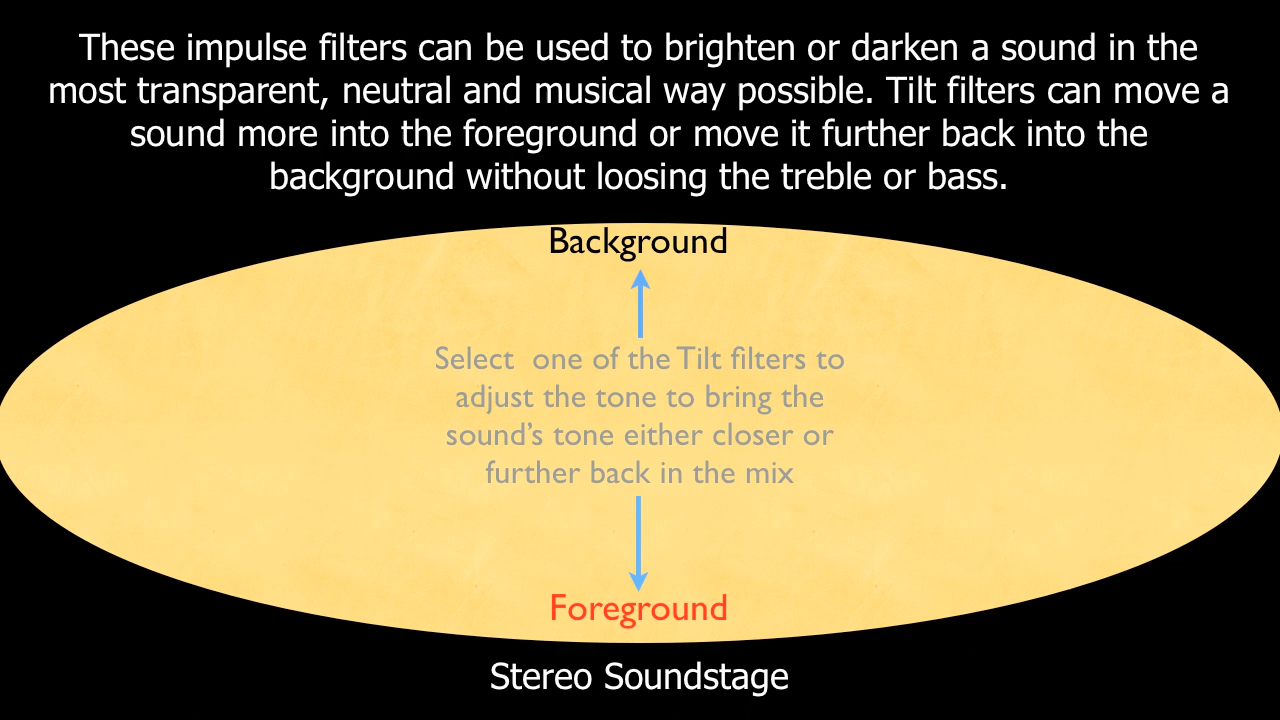 These impulse filters can be used to brighten or darken a sound in the
most transparent, neutral and musical way possible. Tilt filters can move a
sound more into the foreground or move it further back into the
background without loosing the treble or bass.
Background
Select  one of the Tilt filters to
adjust the tone to bring the
sound’s tone either closer or
further back in the mix
Foreground
Stereo Soundstage